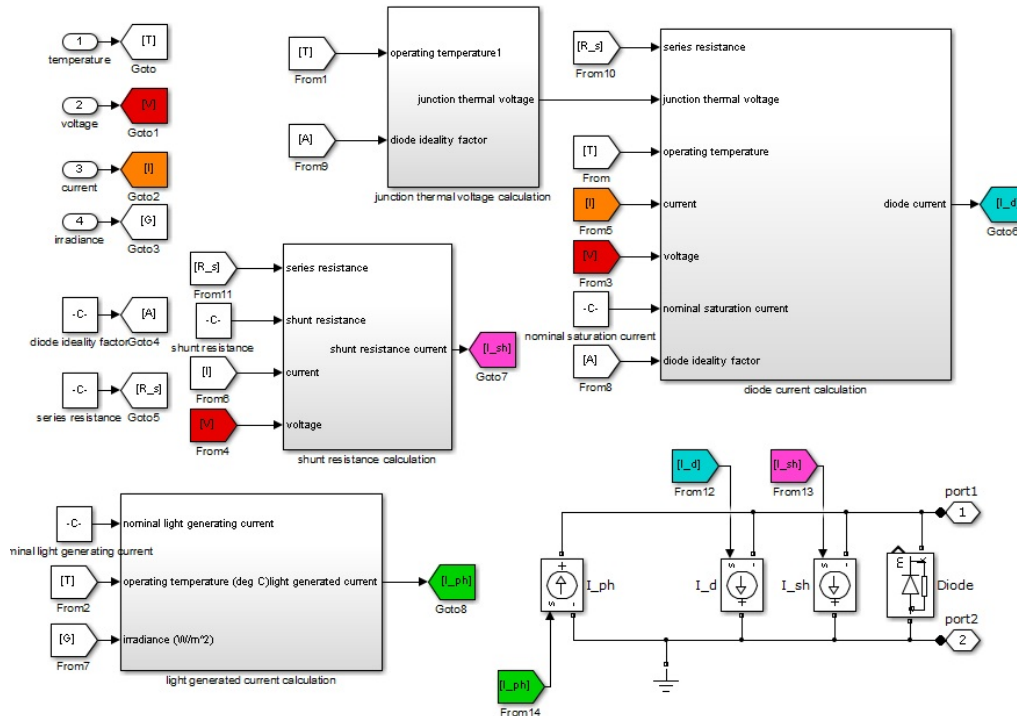 1
temperature
[T]
Goto
2
voltage
[V]
Goto1
3
current
[I]
Goto2
4
irradiance
[G]
Goto3
-C-
diode ideality factor
[A]
Goto4
-C-
series resistance
[R_s]
Goto5
[T]
From1
[A]
From9
operating temperature1
junction thermal voltage
diode ideality factor
junction thermal voltage calculation
[R_s]
From10
[T]
From
[I]
From5
[V]
From3
-C-
nominal saturation current
[A]
From8
series resistance
junction thermal voltage
operating temperature
current
diode current
voltage
nominal saturation current
diode ideality factor
diode current calculation
[I_d]
Goto6
[R_s]
From11
-C-
shunt resistance
[I]
From6
[V]
From4
series resistance
shunt resistance
shunt resistance current
current
voltage
shunt resistance calculation
[I_sh]
Goto7
-C-
minal light generating current
[T]
From2
[G]
From7
nominal light generating current
operating temperature (deg C)
light generated current
irradiance (W/m^2)
light generated current calculation
[I_ph]
Goto8
[I_d]
From12
[I_sh]
From13
port1
1
I_ph
s
-
+
I_d
s
-
+
I_sh
s
-
+
m
Diode
port2
2
[I_ph]
From14